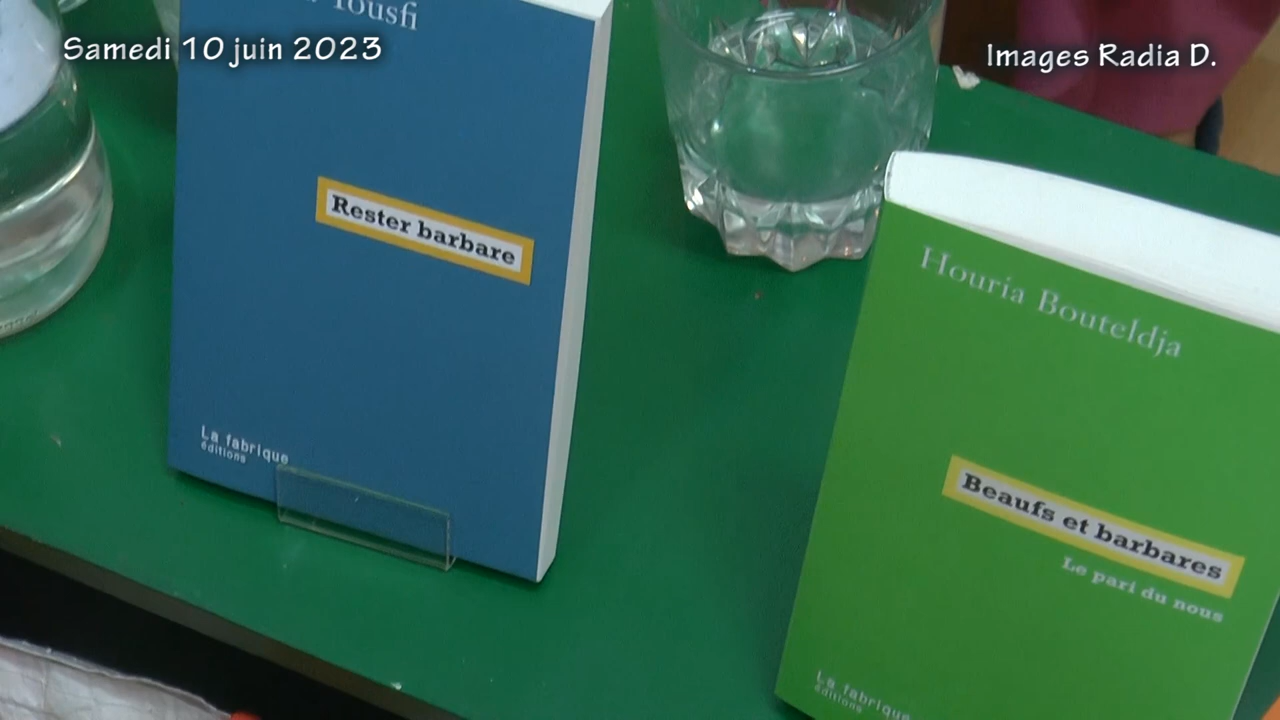 Samedi 10 juin 2023
Images Radia D.
Yousfi
Rester barbare
La fabrique
éditions
Houria Bouteldja
Beaufs et barbares
Le pari du nous
La fabrique
éditions